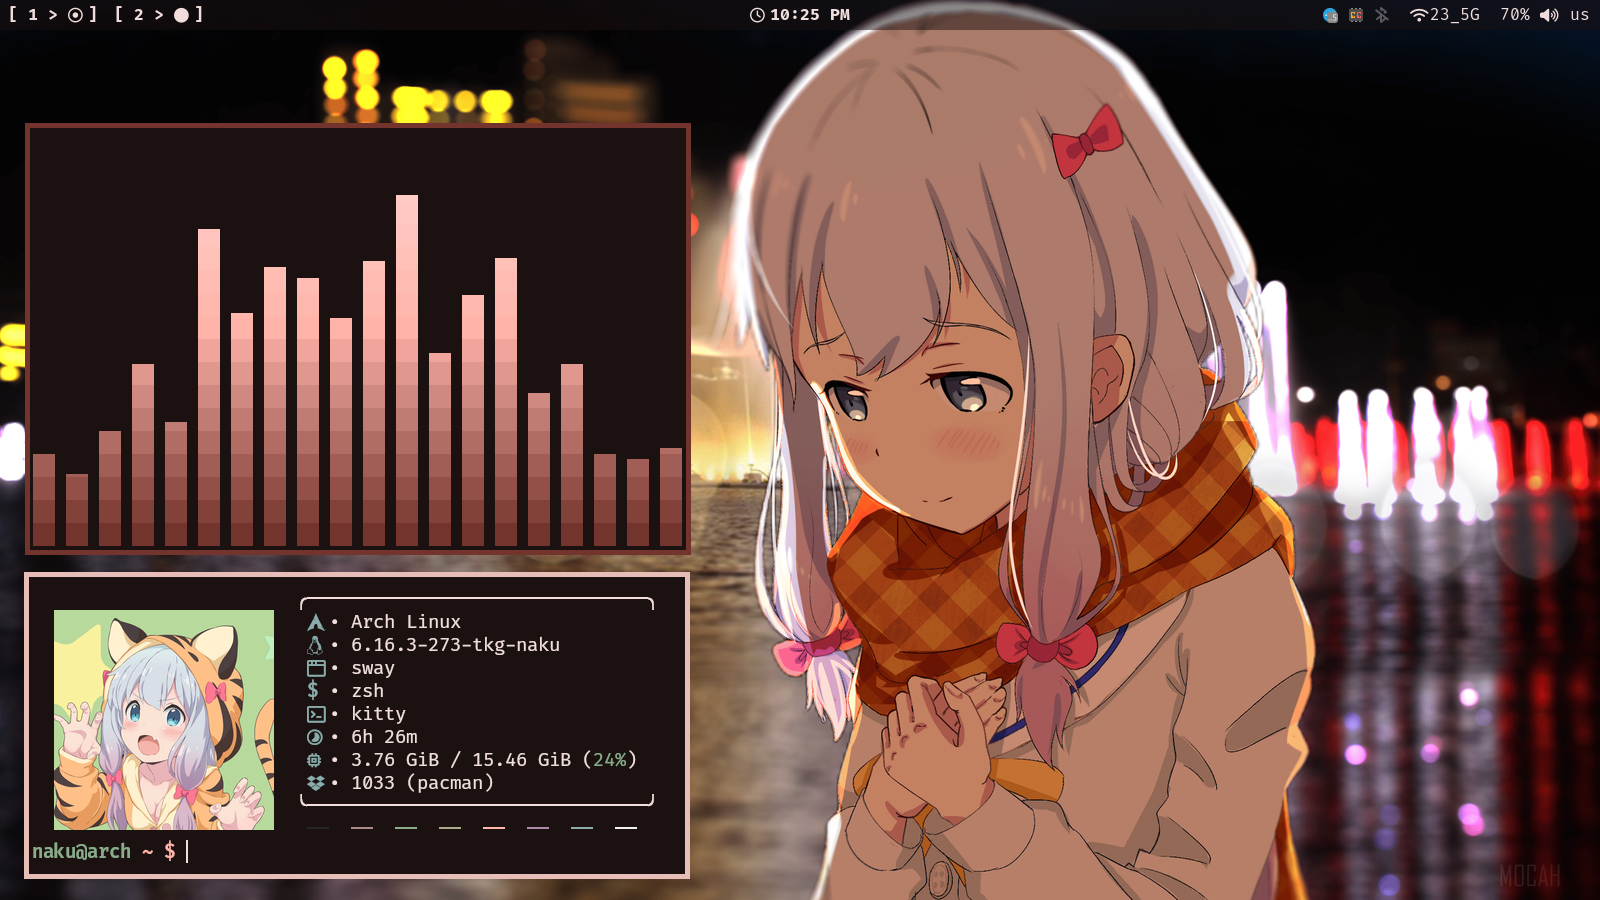 [ 1 > ] [ 2 > ] 10:25 PM 23_5G 70% us
• Arch Linux
• 6.16.3-273-tkg-naku
• sway
$ • zsh
• kitty
• 6h 26m
• 3.76 GiB / 15.46 GiB (24%)
• 1033 (pacman)
naku@arch ~ $
MOCAH